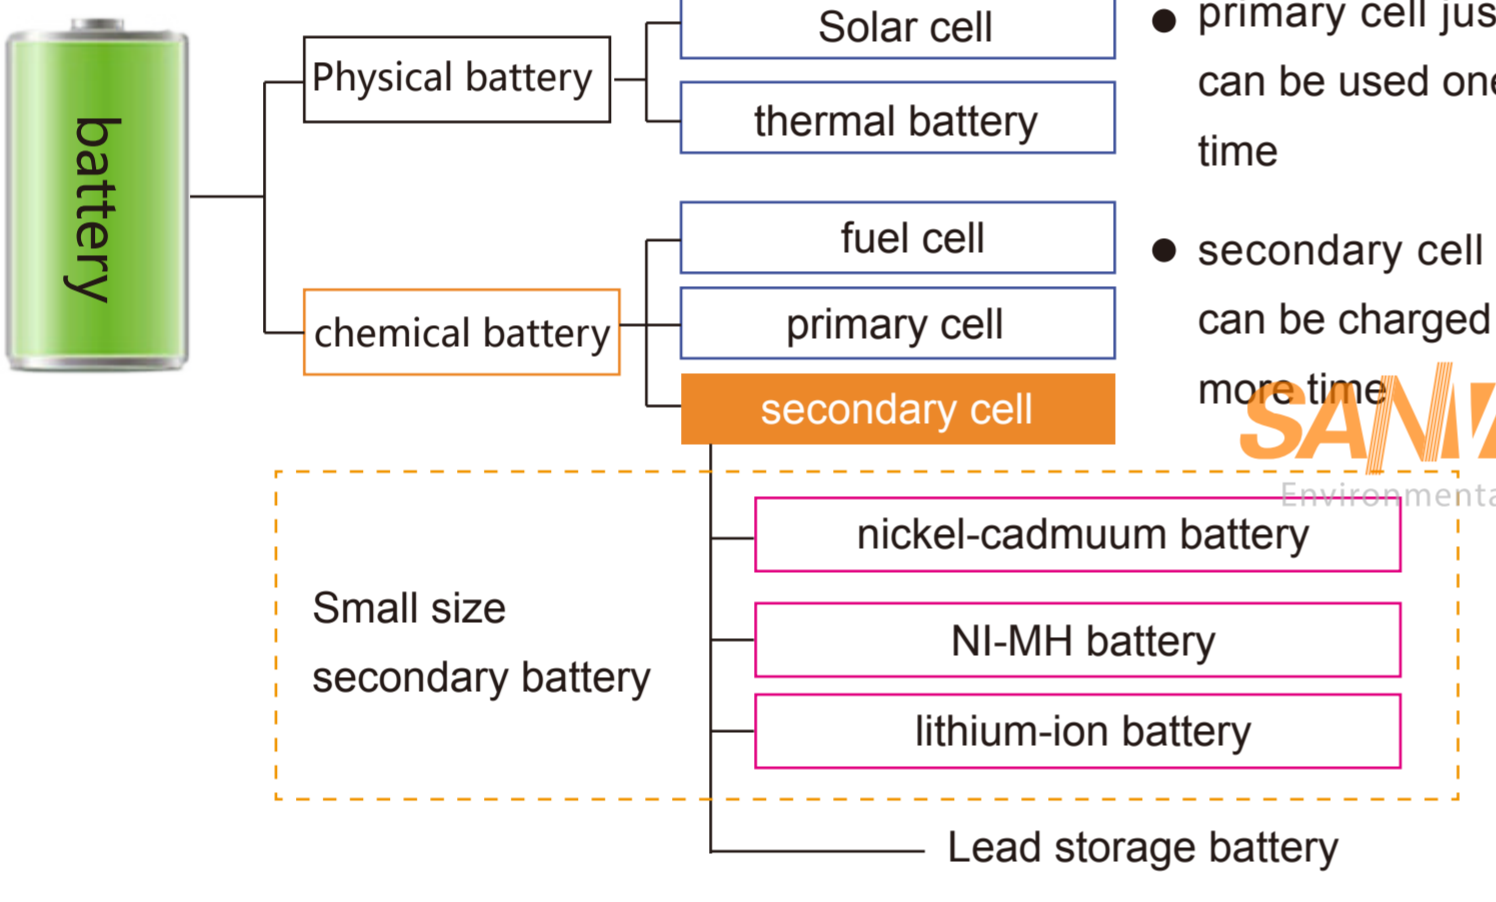 battery
Physical battery
chemical battery
Solar cell
thermal battery
fuel cell
primary cell
secondary cell
Small size
secondary battery
nickel-cadmuum battery
NI-MH battery
lithium-ion battery
Lead storage battery
● primary cell jus
can be used one
time
● secondary cell
can be charged
more time
SAN
Environmenta